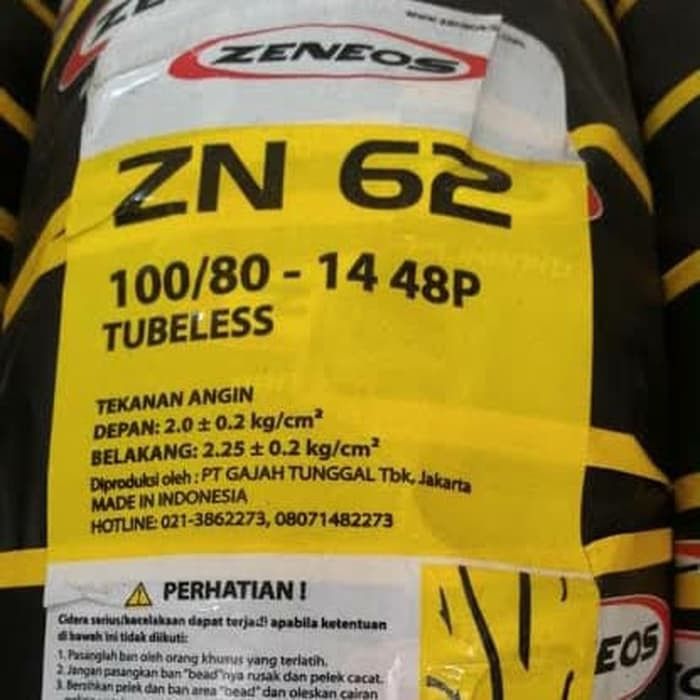 ZENEOS
ZN 62
100/80 - 14 48P
TUBELESS
TEKANAN ANGIN
DEPAN: 2.0 ± 0.2 kg/cm²
BELAKANG: 2.25 ± 0.2 kg/cm²
Diproduksi oleh : PT GAJAH TUNGGAL Tbk, Jakarta
MADE IN INDONESIA
HOTLINE: 021-3862273, 08071482273
PERHATIAN !
Cidera serius/kecelakaan dapat terjadi apabila ketentuan
di bawah ini tidak diikuti:
1. Pasanglah ban oleh orang khusus yang terlatih.
2. Jangan pasangkan ban "bead"nya rusak dan pelek cacat.
3. Bersihkan pelek dan ban area "bead" dan oleskan cairan
EOS